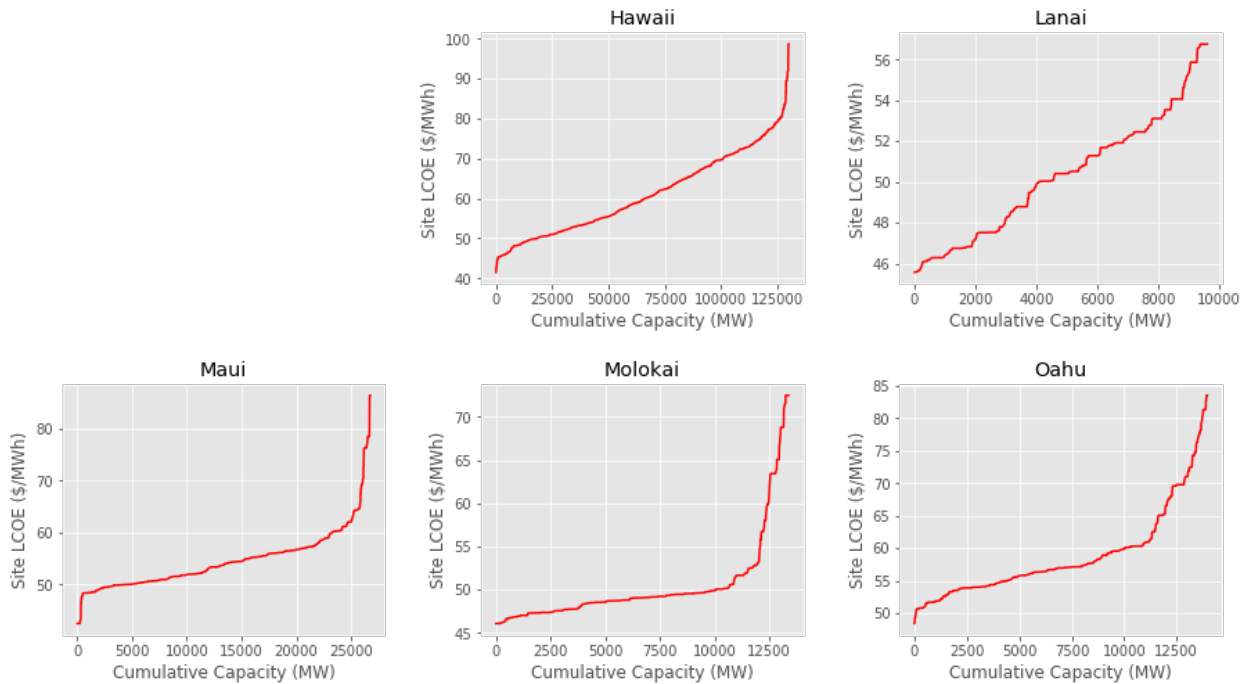 Hawaii
Lanai
100
90
80
70
60
50
40
Site LCOE ($/MWh)
0 25000 50000 75000 100000 125000
Cumulative Capacity (MW)
56
54
52
50
48
46
Site LCOE ($/MWh)
0 2000 4000 6000 8000 10000
Cumulative Capacity (MW)
Maui
Molokai
Oahu
80
70
60
50
Site LCOE ($/MWh)
0 5000 10000 15000 20000 25000
Cumulative Capacity (MW)
70
65
60
55
50
45
Site LCOE ($/MWh)
0 2500 5000 7500 10000 12500
Cumulative Capacity (MW)
85
80
75
70
65
60
55
50
Site LCOE ($/MWh)
0 2500 5000 7500 10000 12500
Cumulative Capacity (MW)